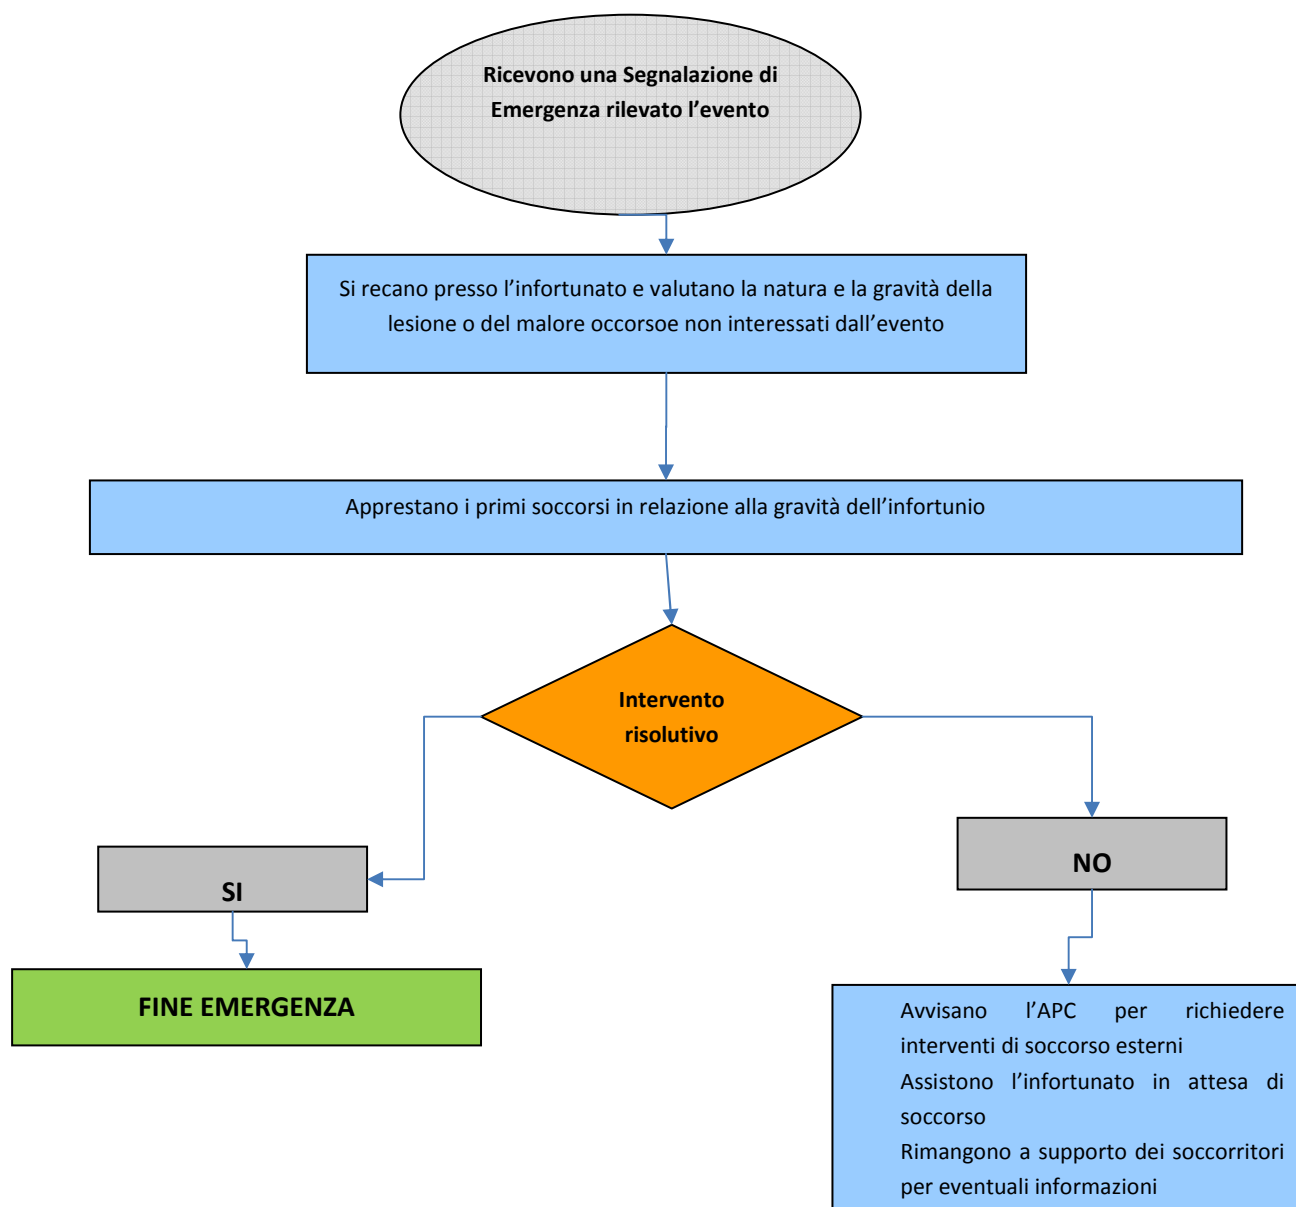 Ricevono una Segnalazione di
Emergenza rilevato l’evento
Si recano presso l’infortunato e valutano la natura e la gravità della
lesione o del malore occorsoe non interessati dall’evento
Apprestano i primi soccorsi in relazione alla gravità dell’infortunio
Intervento
risolutivo
SI
NO
FINE EMERGENZA
Avvisano l’APC per richiedere
interventi di soccorso esterni
Assistono l’infortunato in attesa di
soccorso
Rimangono a supporto dei soccorritori
per eventuali informazioni